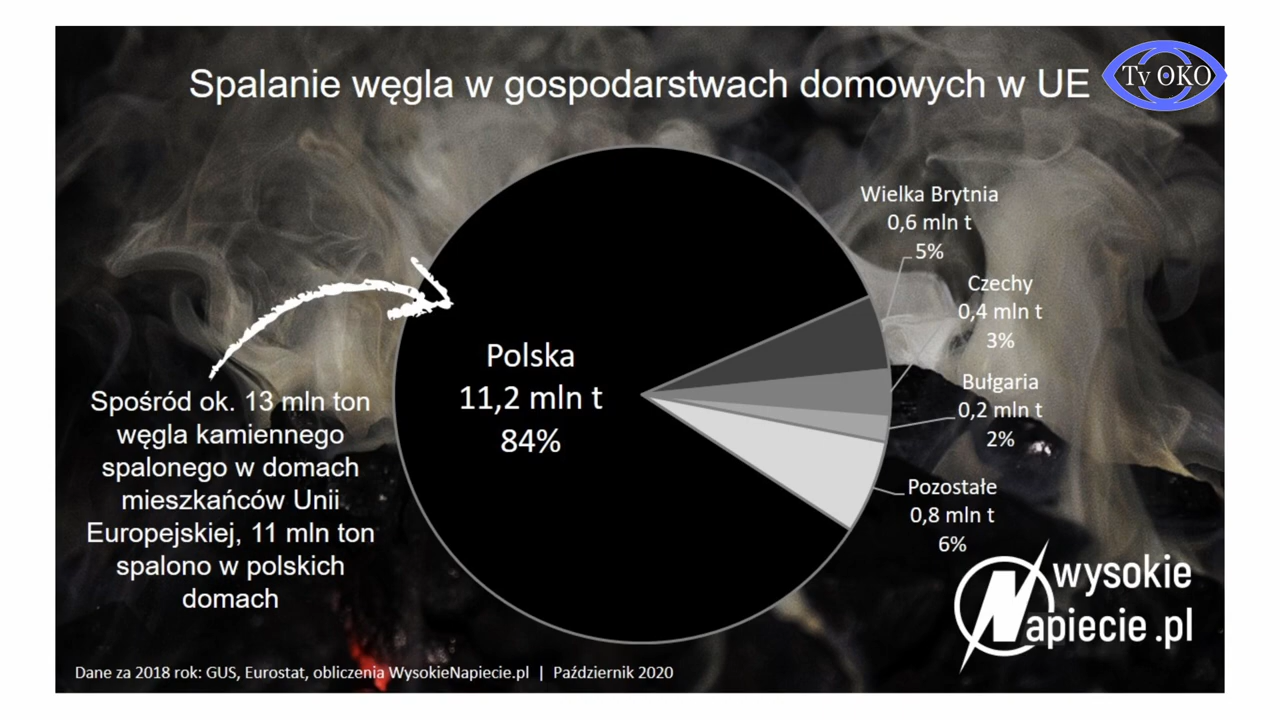 Spalanie węgla w gospodarstwach domowych w UE
Tv OKO
Wielka Brytnia
0,6 mln t
5%
Czechy
0,4 mln t
3%
Polska
11,2 mln t
84%
Bułgaria
0,2 mln t
2%
Spośród ok. 13 mln ton
węgla kamiennego
spalonego w domach
mieszkańców Unii
Europejskiej, 11 mln ton
spalono w polskich
domach
Pozostałe
0,8 mln t
6%
wysokie
Napiecie.pl
Dane za 2018 rok: GUS, Eurostat, obliczenia WysokieNapiecie.pl | Październik 2020